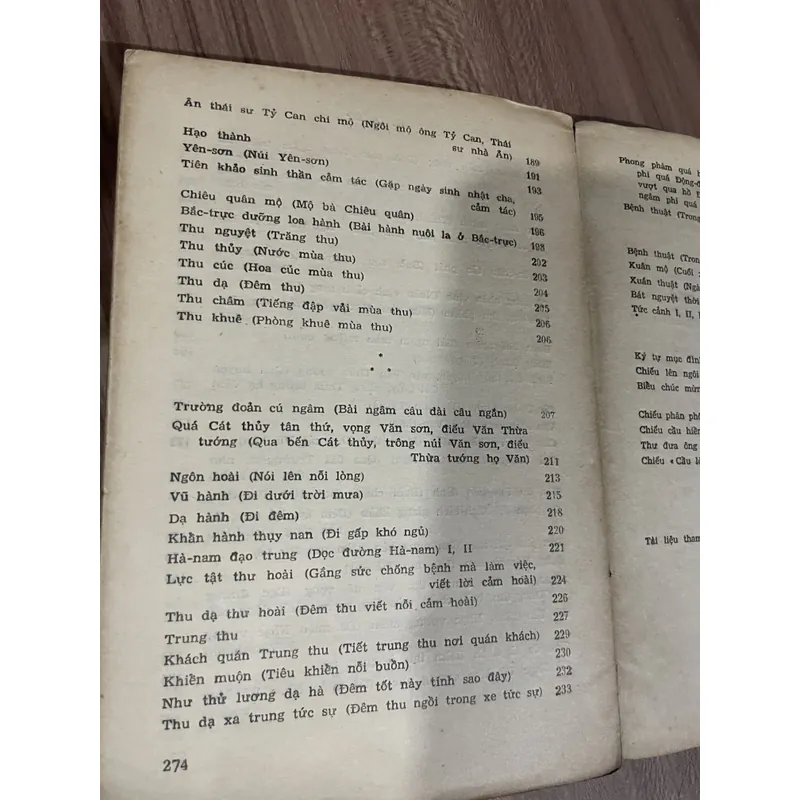 Ân thái sư Tỷ Can chi mộ (Ngôi mộ ông Tỷ Can, Thái
sư nhà Ân) 189
Hạo thành 191
Yên-sơn (Núi Yên-sơn) 193
Tiên khảo sinh thần cảm tác (Gặp ngày sinh nhật cha,
cảm tác) 195
Chiêu quân mộ (Mộ bà Chiêu quân) 196
Bắc-trực dưỡng loa hành (Bài hành nuôi la ở Bắc-trực) 198
Thu nguyệt (Trăng thu) 202
Thu thủy (Nước mùa thu) 203
Thu cúc (Hoa cúc mùa thu) 204
Thu dạ (Đêm thu) 205
Thu châm (Tiếng đập vải mùa thu) 206
Thu khuê (Phòng khuê mùa thu) 206
* * *
Trường đoản cú ngâm (Bài ngâm câu dài câu ngắn) 207
Quá Cát thủy tân thứ, vọng Văn sơn, điếu Văn Thừa
tướng (Qua bến Cát thủy, trông núi Văn sơn, điếu
Thừa tướng họ Văn) 211
Ngôn hoài (Nói lên nỗi lòng) 213
Vũ hành (Đi dưới trời mưa) 215
Dạ hành (Đi đêm) 218
Khẩn hành thụy nan (Đi gấp khó ngủ) 220
Hà-nam đạo trung (Dọc đường Hà-nam) I, II 221
Lực tật thư hoài (Gắng sức chống bệnh mà làm việc,
viết lời cảm hoài) 224
Thu dạ thư hoài (Đêm thu viết nỗi cảm hoài) 226
Trung thu 227
Khách quán Trung thu (Tiết trung thu nơi quán khách) 229
Khiển muộn (Tiêu khiển nỗi buồn) 230
Như thử lương dạ hà (Đêm tốt này tính sao đây) 232
Thu dạ xa trung tức sự (Đêm thu ngồi trong xe tức sự) 233
274
Phong phàm quá
phi quá Động-
vượt qua hồ
ngâm phi quá
Bệnh thuật (Trong
Bệnh thuật (Tron
Xuân mộ (Cuối
Xuân thuật (Ngà
Bát nguyệt thời
Tức cảnh I, II,
Ký tự mục đìn
Chiếu lên ngôi
Biểu chúc mừn
Chiếu phân phá
Chiếu cầu hiền
Thư đưa ông
Chiếu « Cầu l
Tài liệu tham